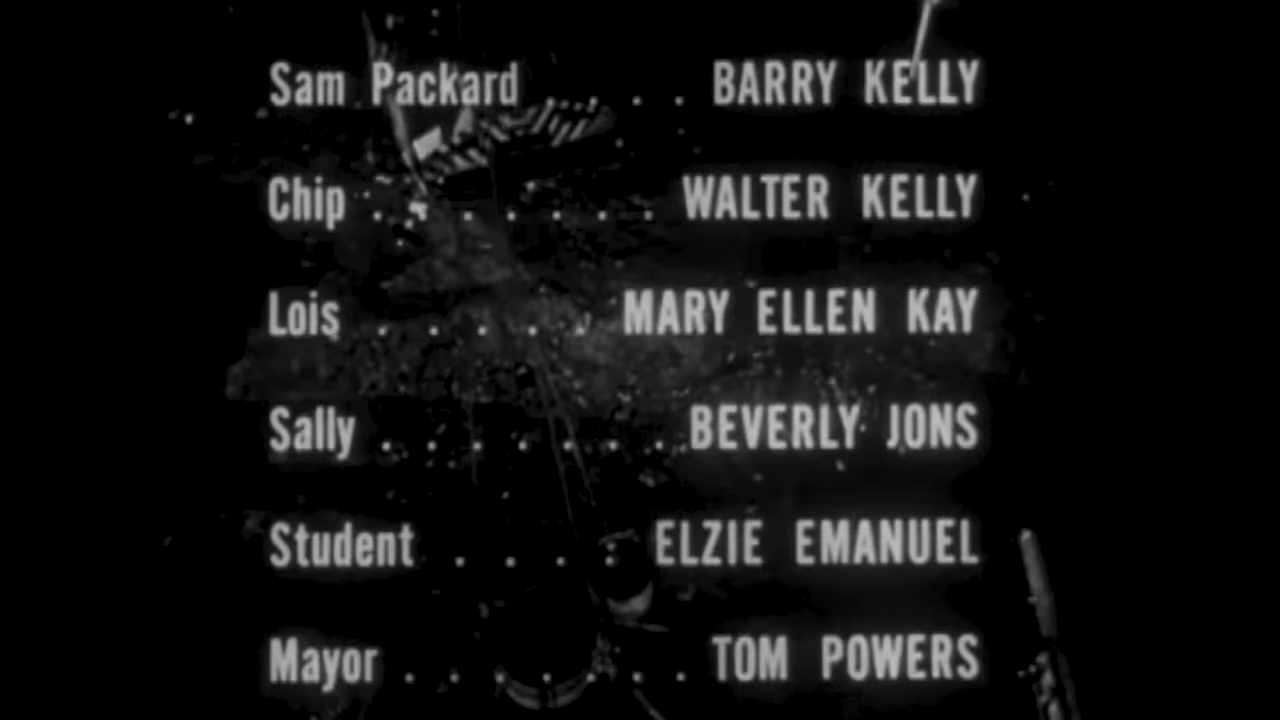 Sam Packard . . . . BARRY KELLY
Chip . . . . . . . WALTER KELLY
Lois . . . . . MARY ELLEN KAY
Sally . . . . . . . BEVERLY JONS
Student . . . . ELZIE EMANUEL
Mayor . . . . . . . TOM POWERS